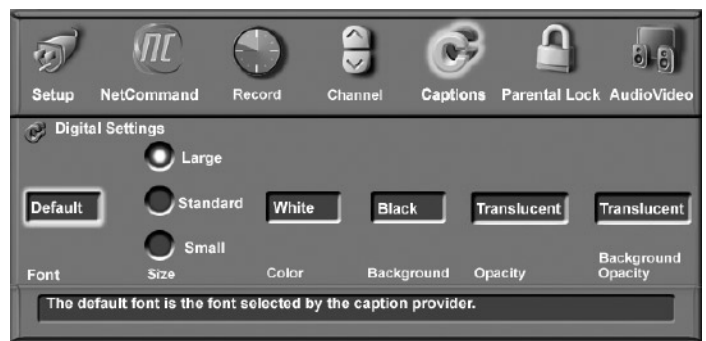 NC
Setup NetCommand Record Channel Captions Parental Lock AudioVideo
Digital Settings
Large
Default Standard White Black Translucent Translucent
Small
Font Size Color Background Opacity Background Opacity
The default font is the font selected by the caption provider.